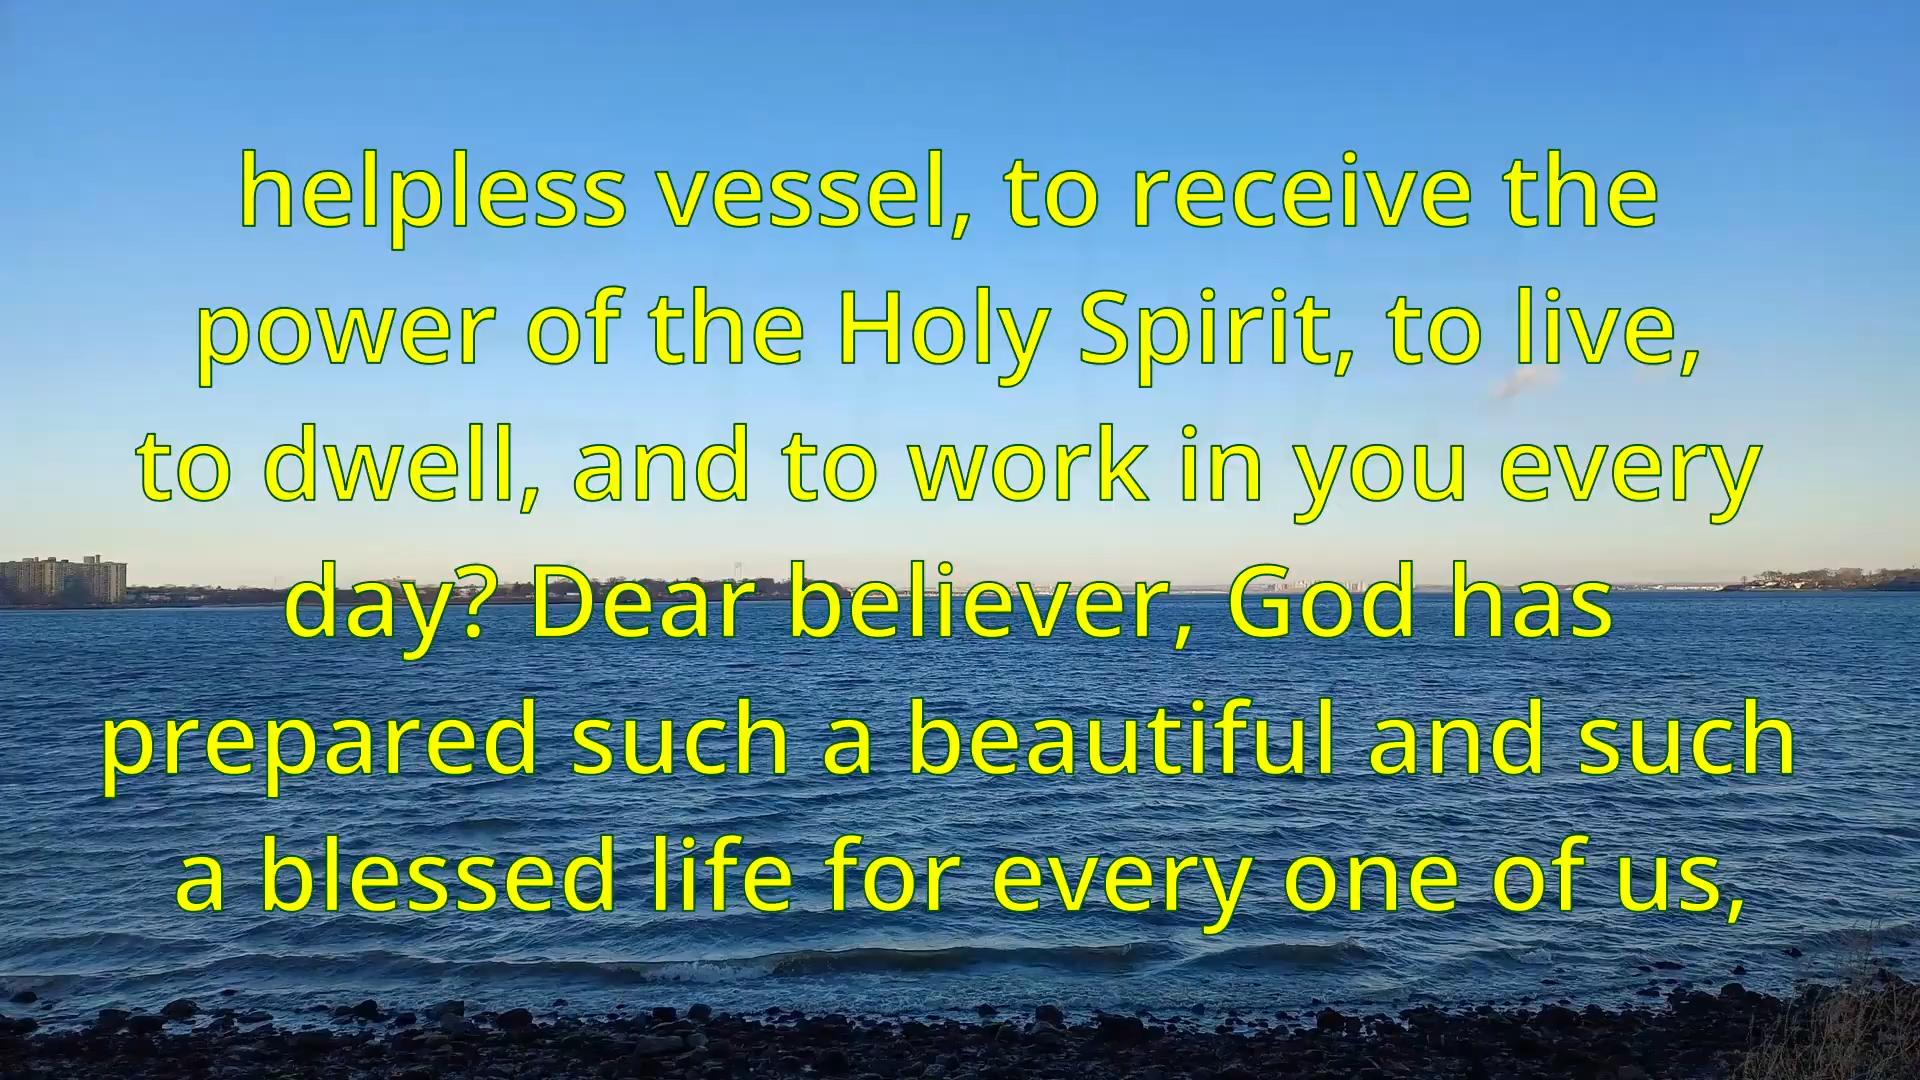 helpless vessel, to receive the
power of the Holy Spirit, to live,
to dwell, and to work in you every
day? Dear believer, God has
prepared such a beautiful and such
a blessed life for every one of us,